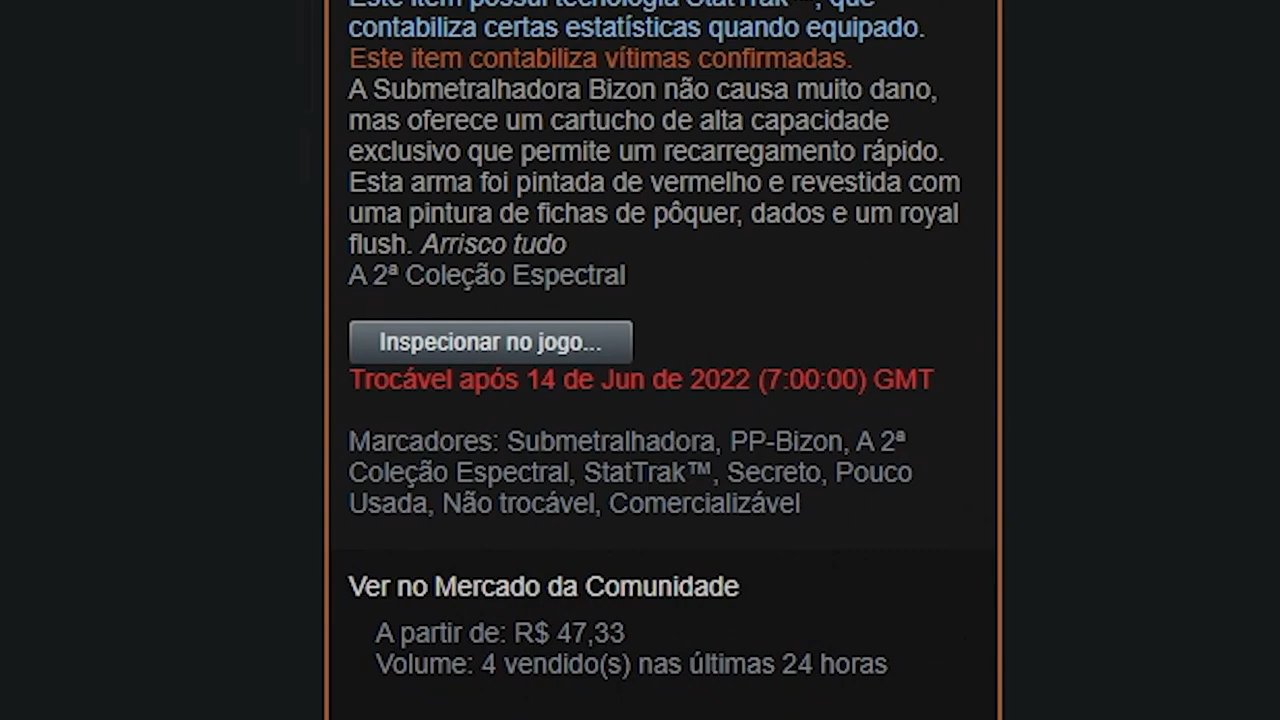 Este item possui tecnologia StatTrak™, que
contabiliza certas estatísticas quando equipado.
Este item contabiliza vítimas confirmadas.
A Submetralhadora Bizon não causa muito dano,
mas oferece um cartucho de alta capacidade
exclusivo que permite um recarregamento rápido.
Esta arma foi pintada de vermelho e revestida com
uma pintura de fichas de pôquer, dados e um royal
flush. Arrisco tudo
A 2ª Coleção Espectral
Inspecionar no jogo...
Trocável após 14 de Jun de 2022 (7:00:00) GMT
Marcadores: Submetralhadora, PP-Bizon, A 2ª
Coleção Espectral, StatTrak™, Secreto, Pouco
Usada, Não trocável, Comercializável
Ver no Mercado da Comunidade
A partir de: R$ 47,33
Volume: 4 vendido(s) nas últimas 24 horas